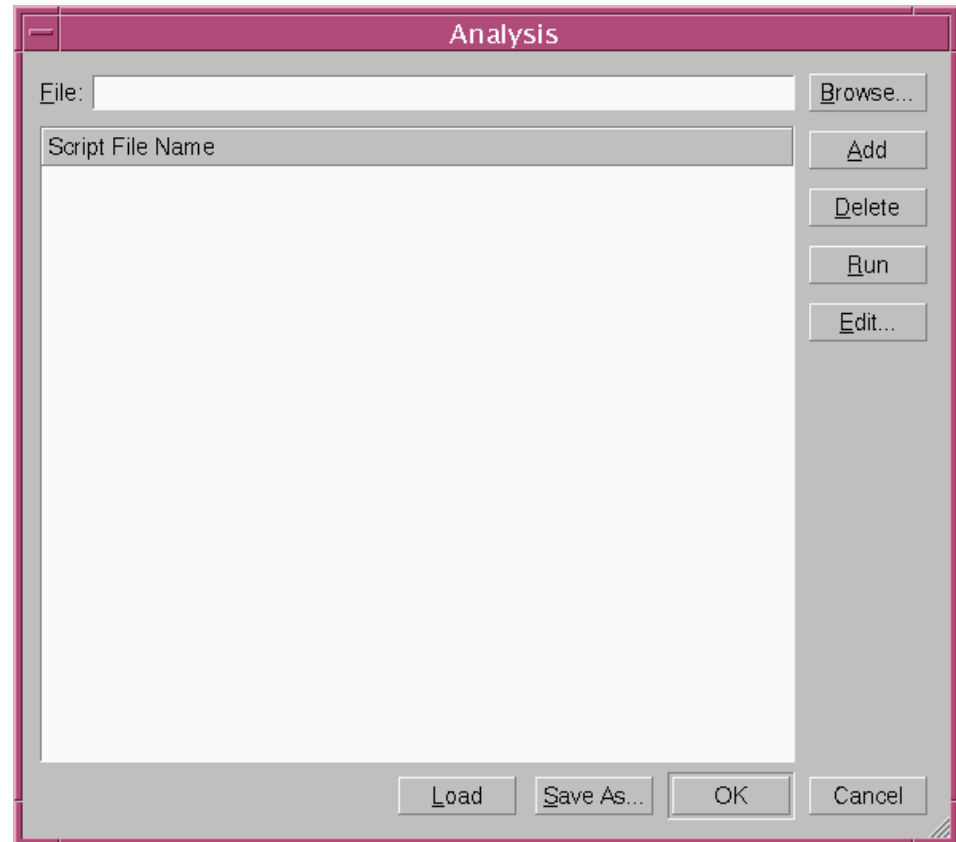 Analysis
File:
Browse...
Script File Name
Add
Delete
Run
Edit...
Load
Save As...
OK
Cancel